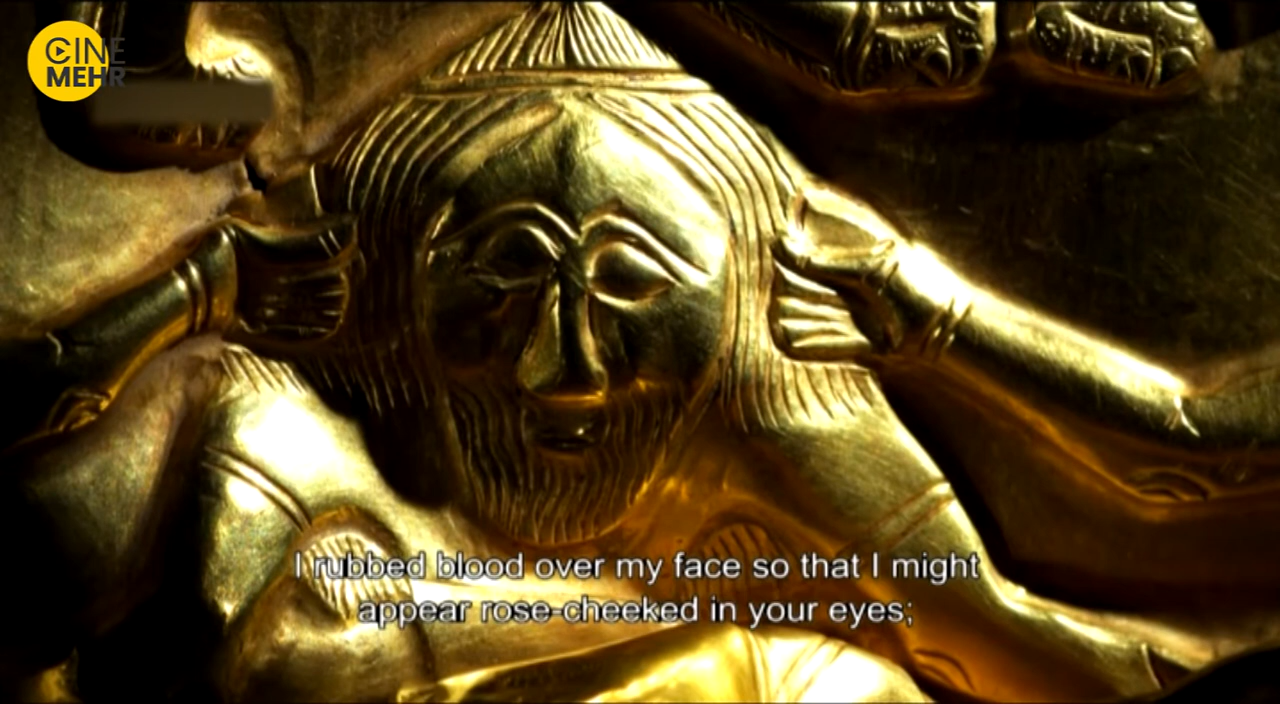 CINE
MEHR
I rubbed blood over my face so that I might
appear rose-cheeked in your eyes;